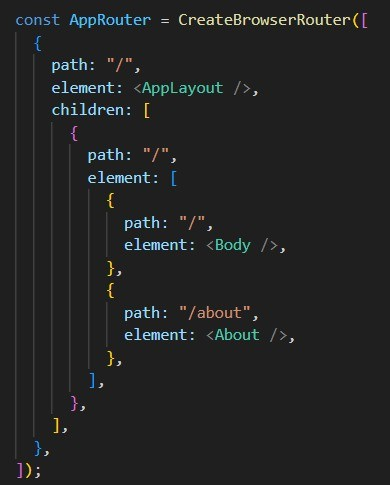 const AppRouter = CreateBrowserRouter([
  {
    path: "/",
    element: <AppLayout />,
    children: [
      {
        path: "/",
        element: [
          {
            path: "/",
            element: <Body />,
          },
          {
            path: "/about",
            element: <About />,
          },
        ],
      },
    ],
  },
]);